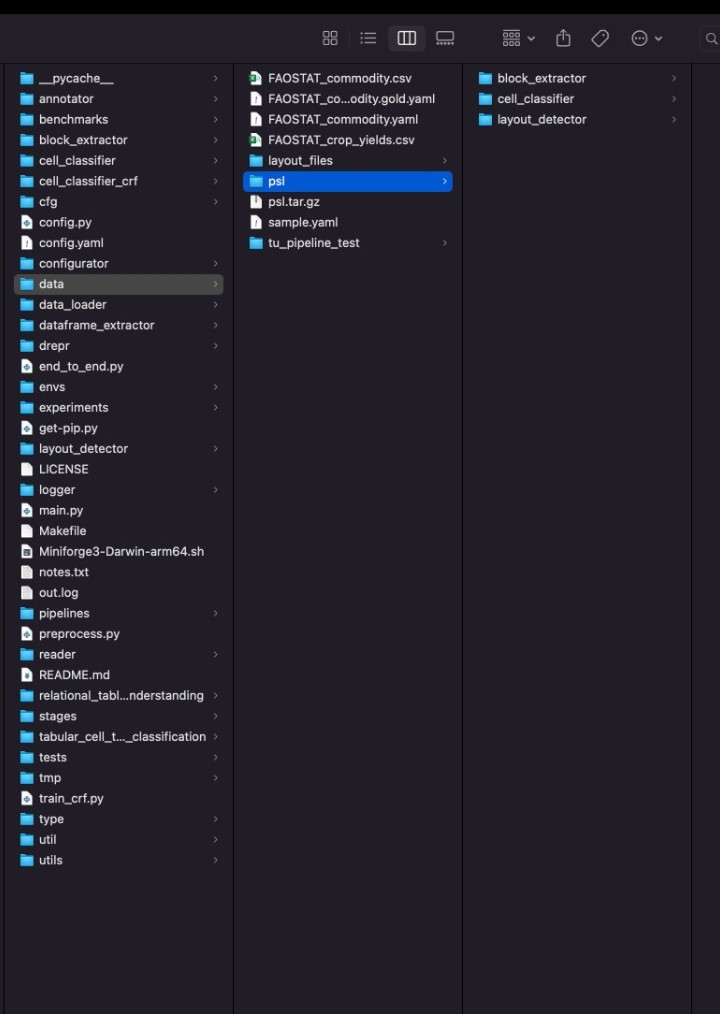 __pycache__
annotator
benchmarks
block_extractor
cell_classifier
cell_classifier_crf
cfg
config.py
config.yaml
configurator
data
data_loader
dataframe_extractor
drepr
end_to_end.py
envs
experiments
get-pip.py
layout_detector
LICENSE
logger
main.py
Makefile
Miniforge3-Darwin-arm64.sh
notes.txt
out.log
pipelines
preprocess.py
reader
README.md
relational_tabl...nderstanding
stages
tabular_cell_t..._classification
tests
tmp
train_crf.py
type
util
utils
FAOSTAT_commodity.csv
FAOSTAT_co...odity.gold.yaml
FAOSTAT_commodity.yaml
FAOSTAT_crop_yields.csv
layout_files
psl
psl.tar.gz
sample.yaml
tu_pipeline_test
block_extractor
cell_classifier
layout_detector